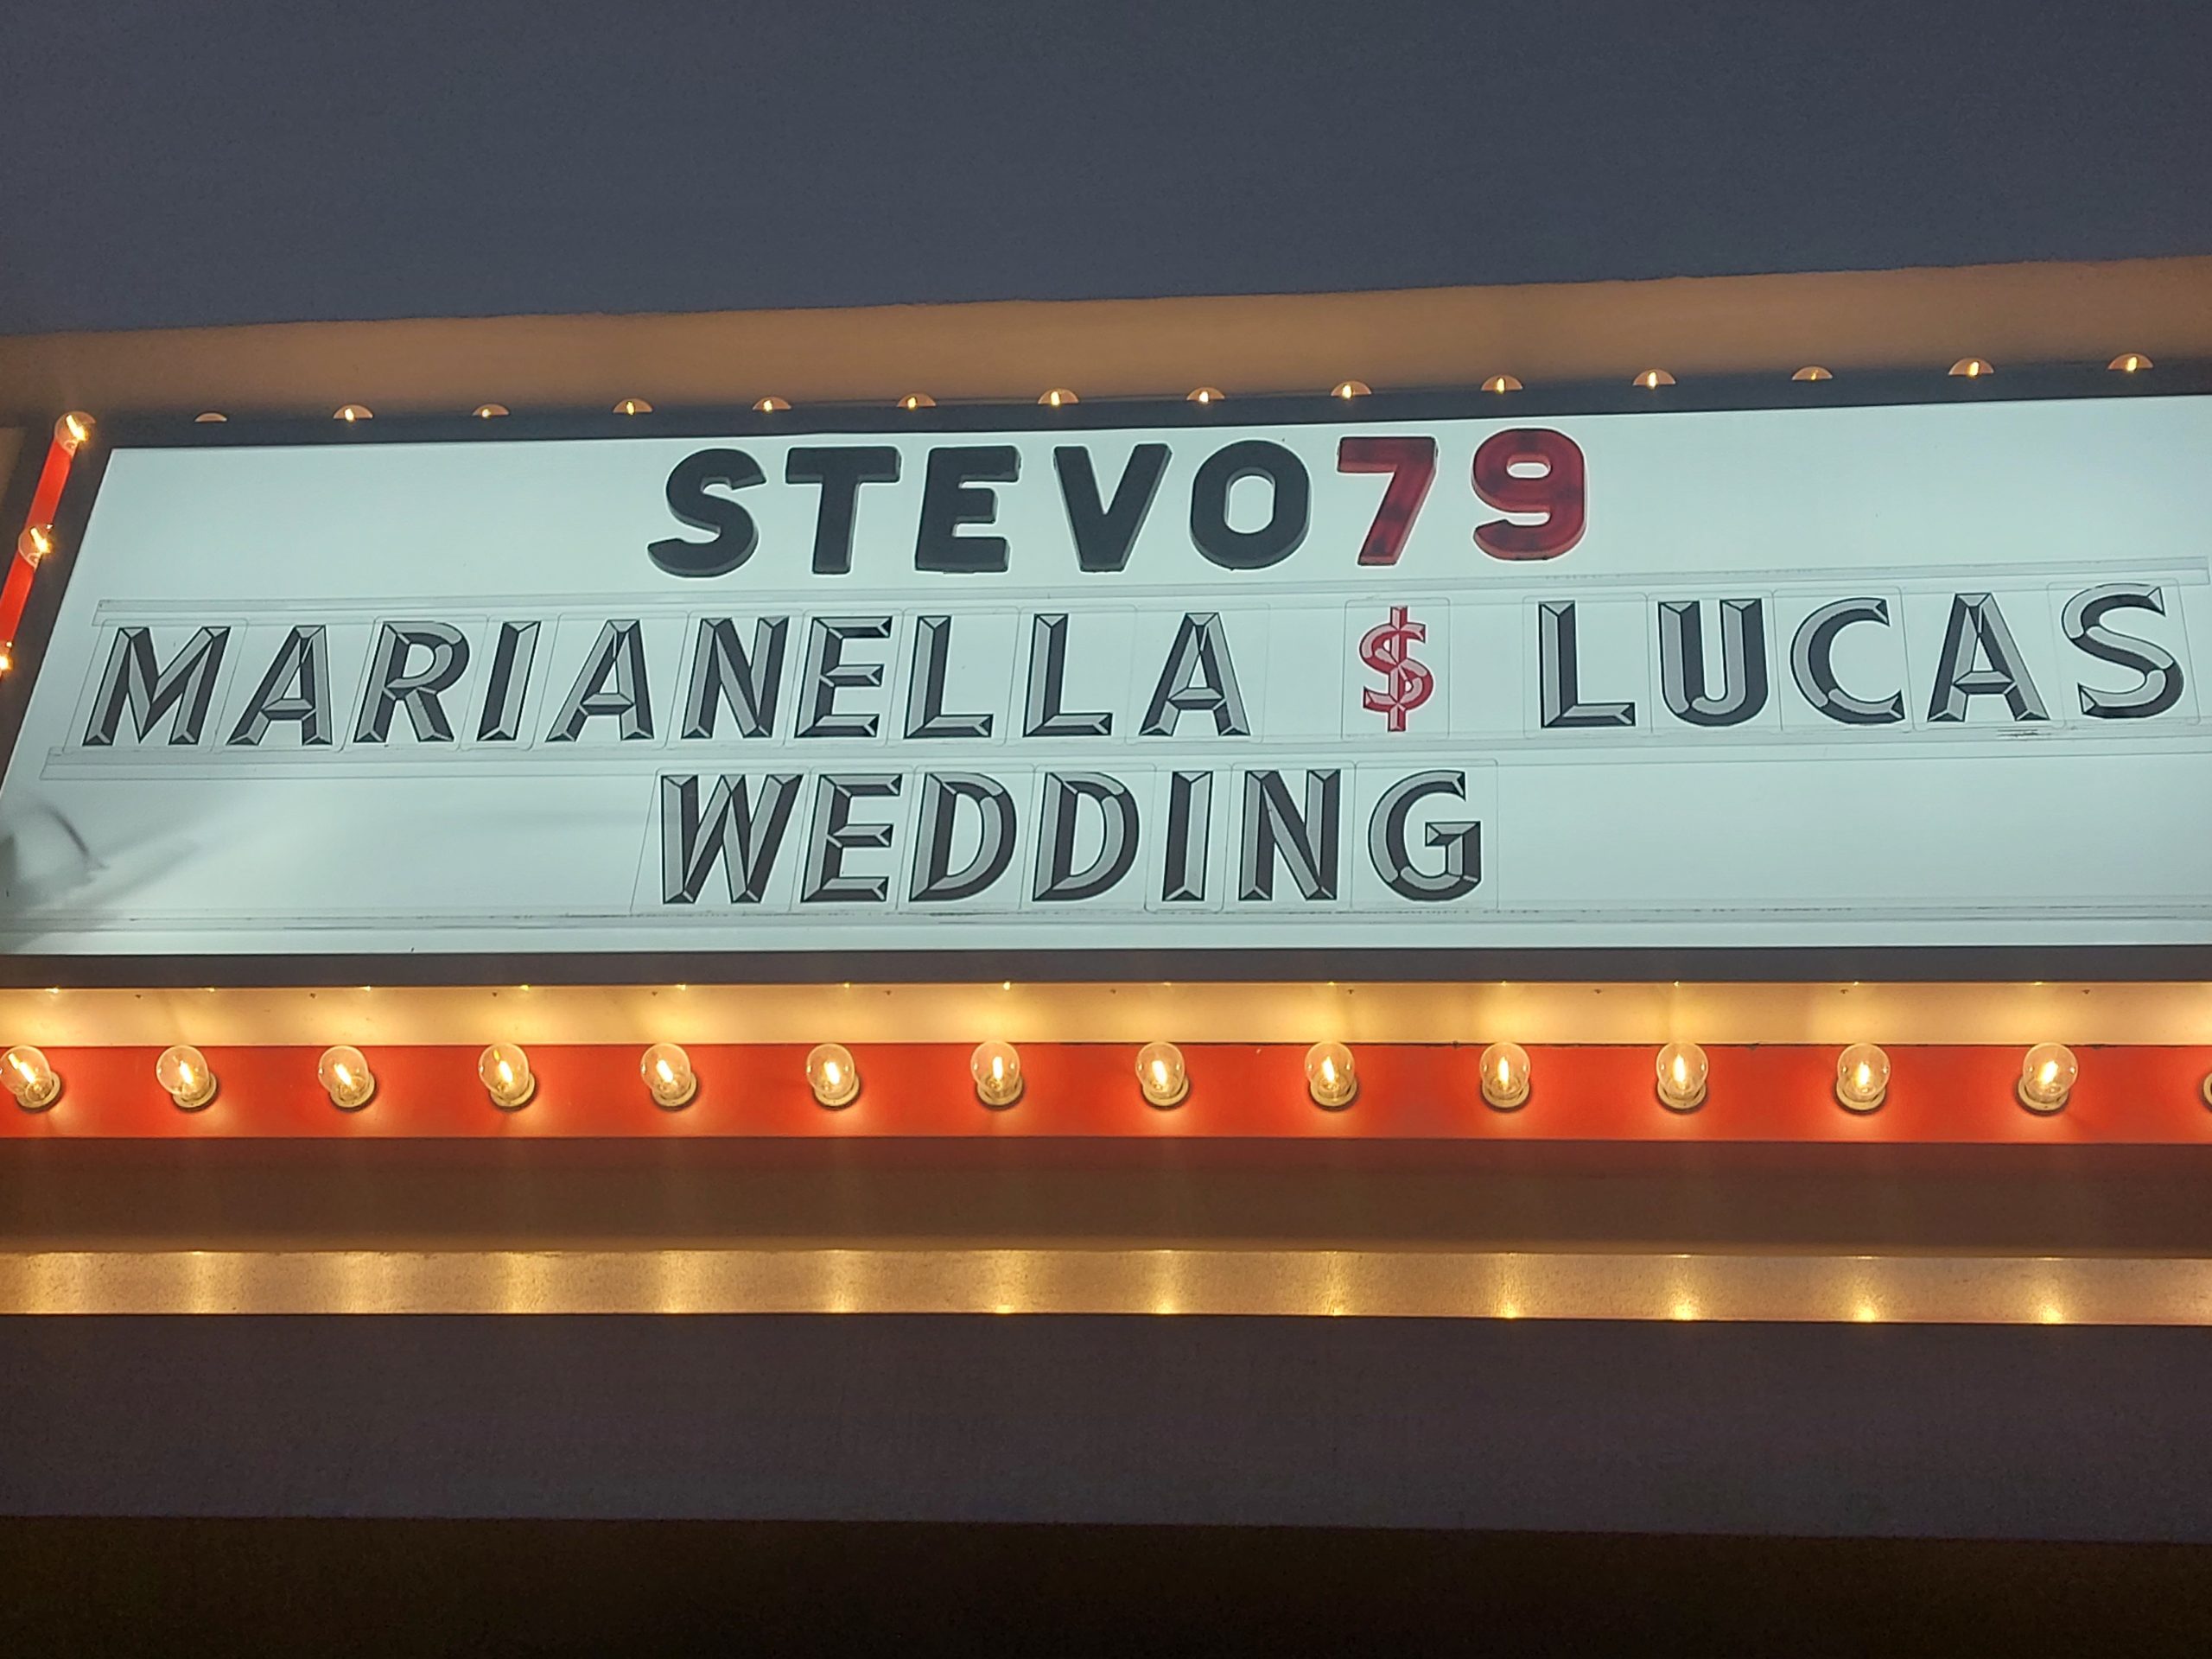 STEVO79
MARIANELLA $ LUCAS
WEDDING